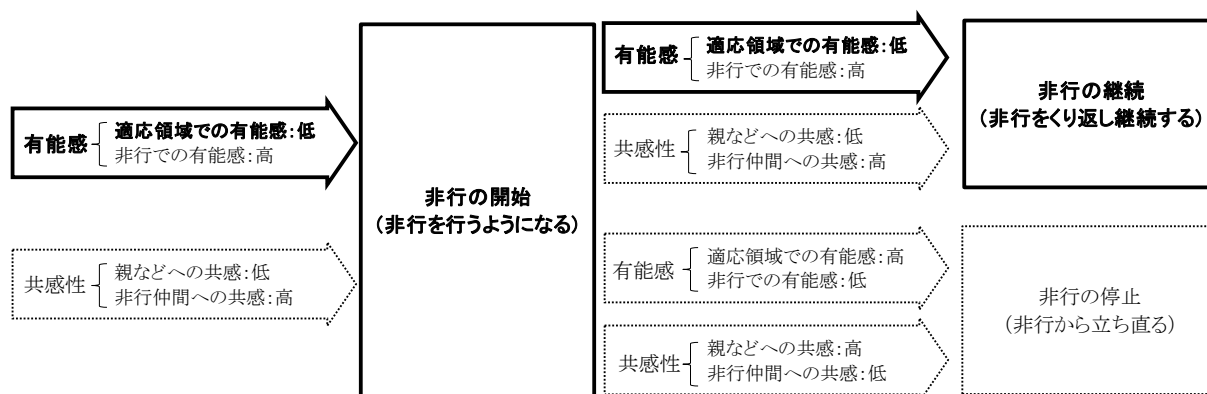 有能感
適応領域での有能感:低
非行での有能感:高
共感性
親などへの共感:低
非行仲間への共感:高
非行の開始
(非行を行うようになる)
有能感
適応領域での有能感:低
非行での有能感:高
共感性
親などへの共感:低
非行仲間への共感:高
有能感
適応領域での有能感:高
非行での有能感:低
共感性
親などへの共感:高
非行仲間への共感:低
非行の継続
(非行をくり返し継続する)
非行の停止
(非行から立ち直る)